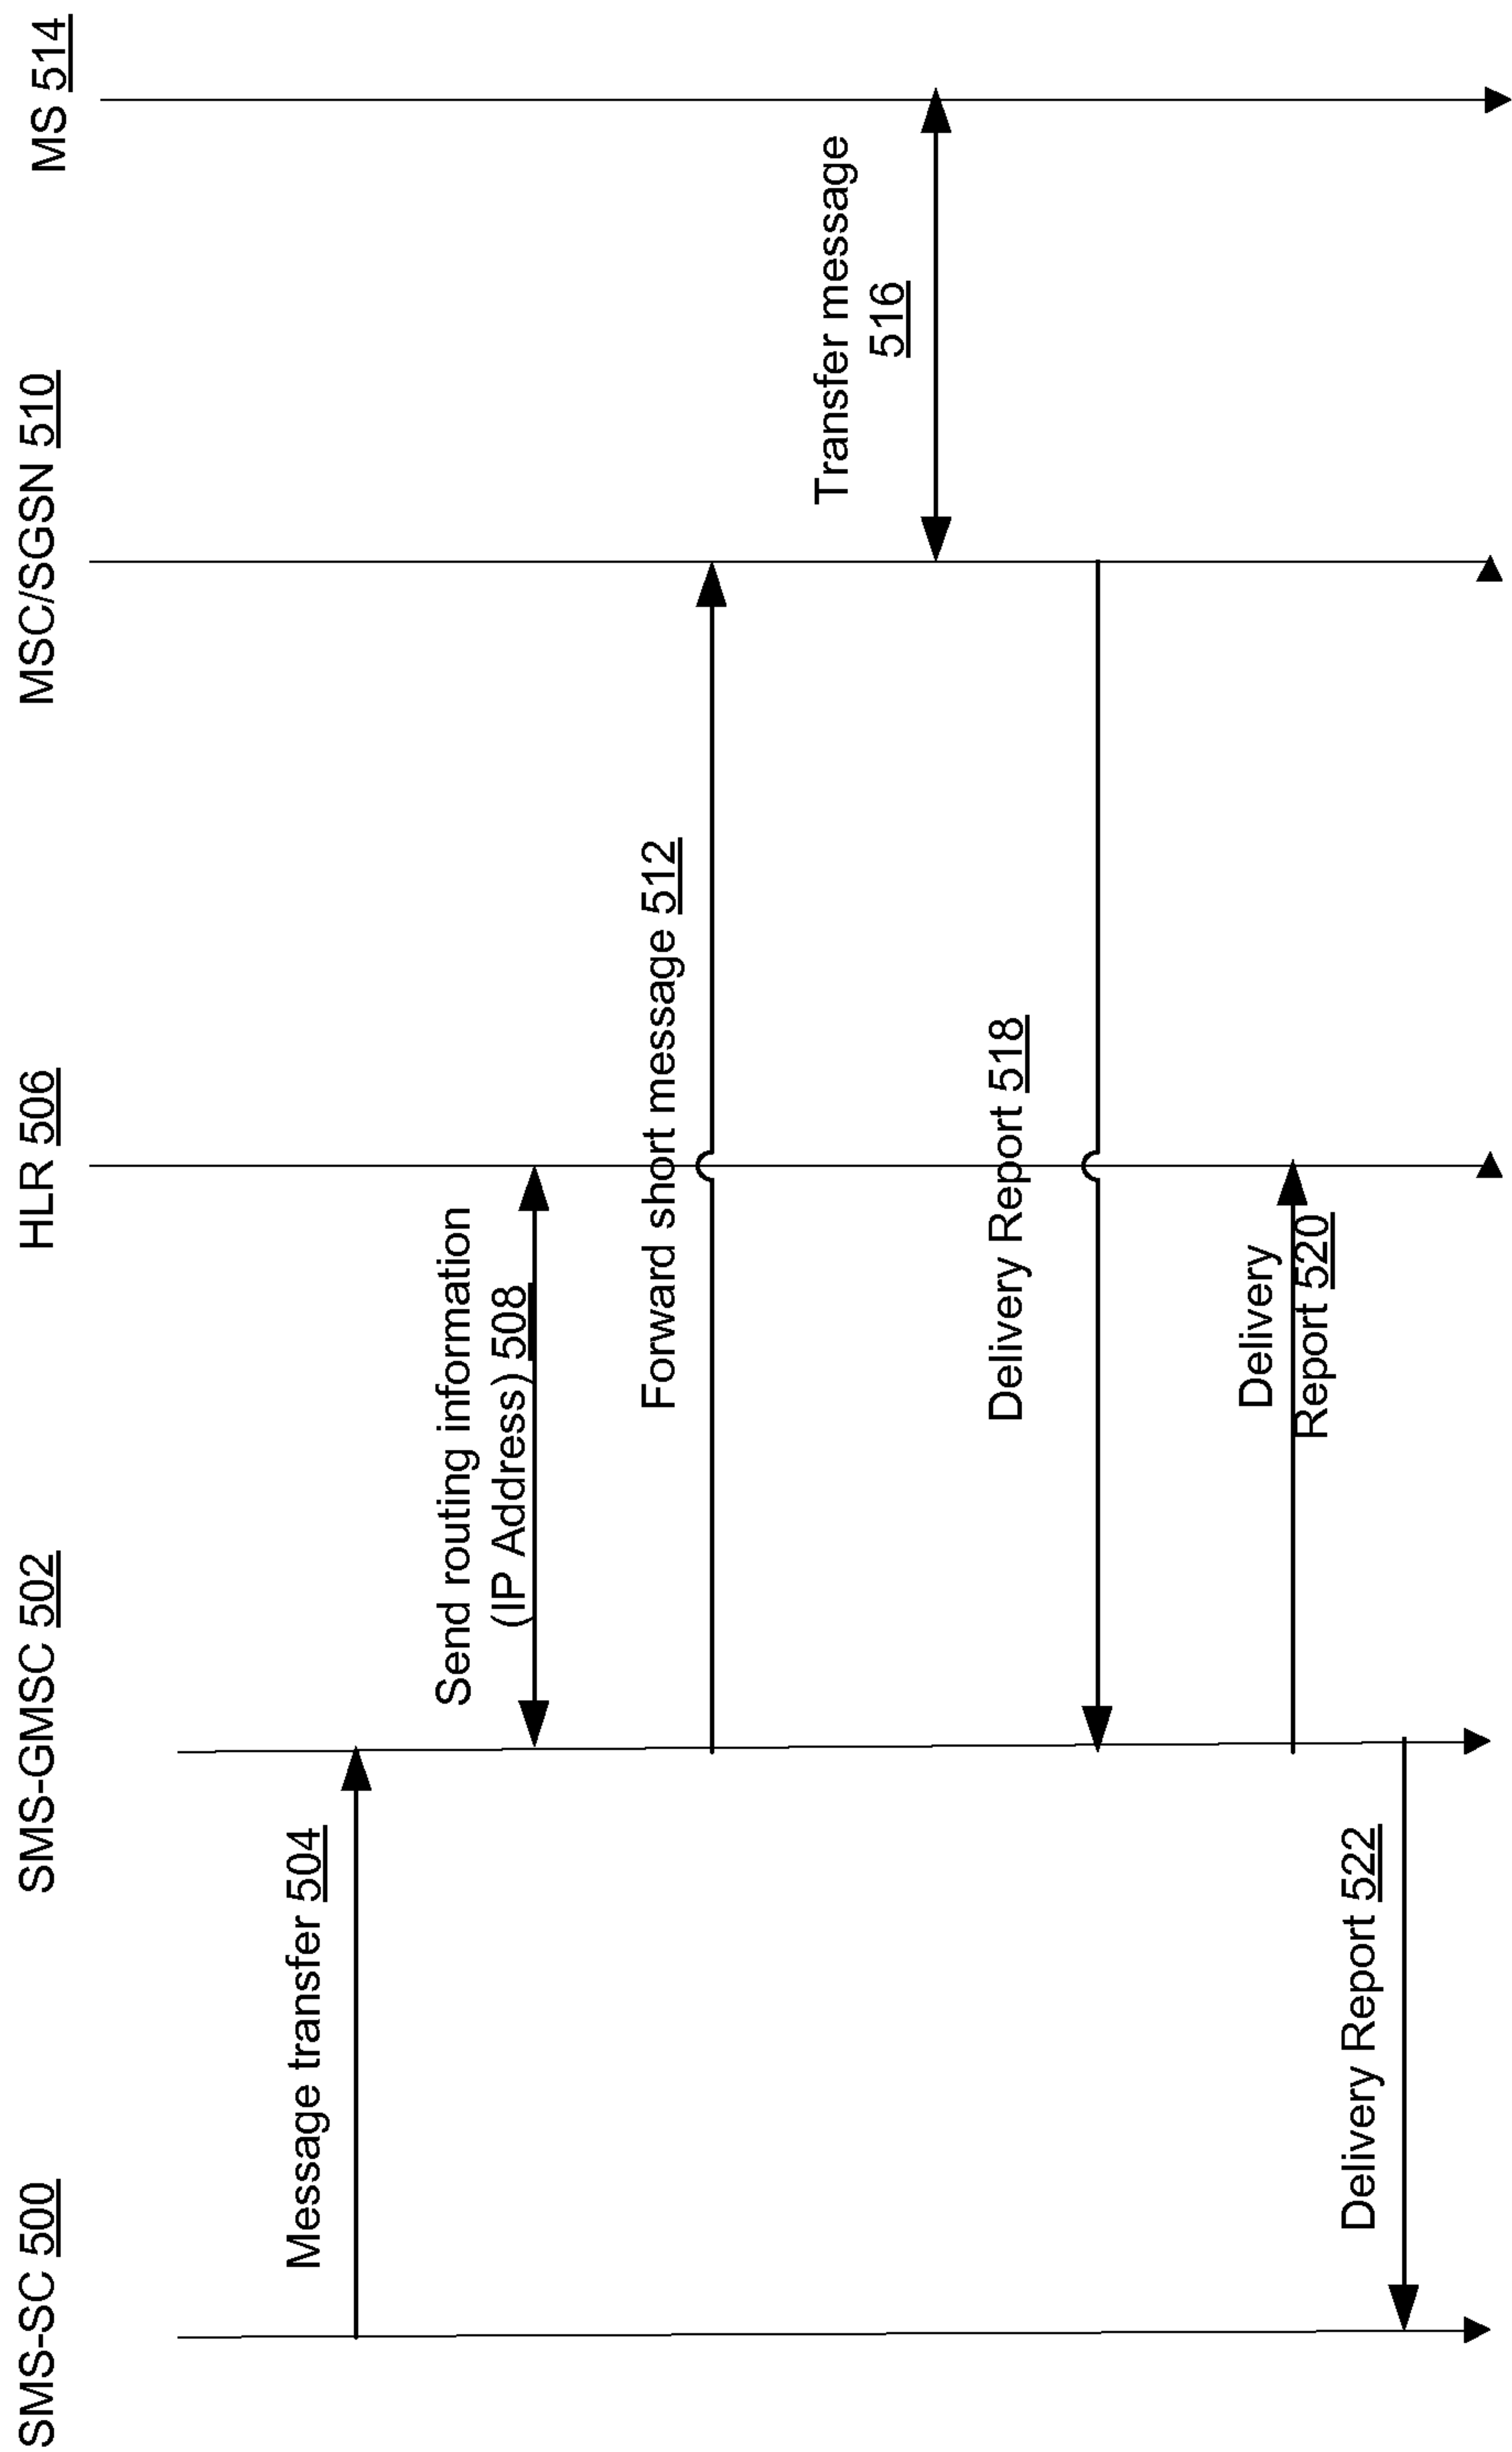 SMS-SC 500
SMS-GMSC 502
HLR 506
MSC/SGSN 510
MS 514
Message transfer 504
Send routing information
(IP Address) 508
Forward short message 512
Transfer message
516
Delivery Report 518
Delivery
Report 520
Delivery Report 522